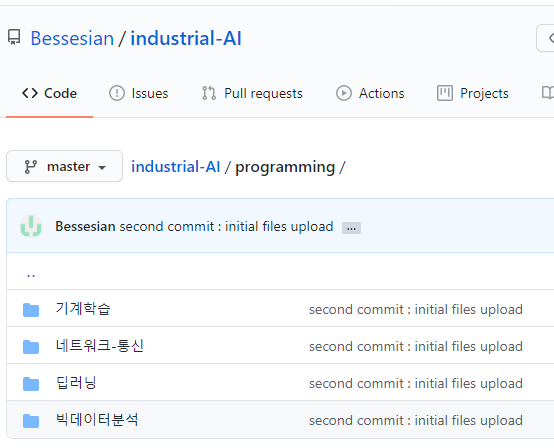 Bessesian / industrial-AI
Code Issues Pull requests Actions Projects
master industrial-AI / programming /
Bessesian second commit : initial files upload ...
..
기계학습 second commit : initial files upload
네트워크-통신 second commit : initial files upload
딥러닝 second commit : initial files upload
빅데이터분석 second commit : initial files upload